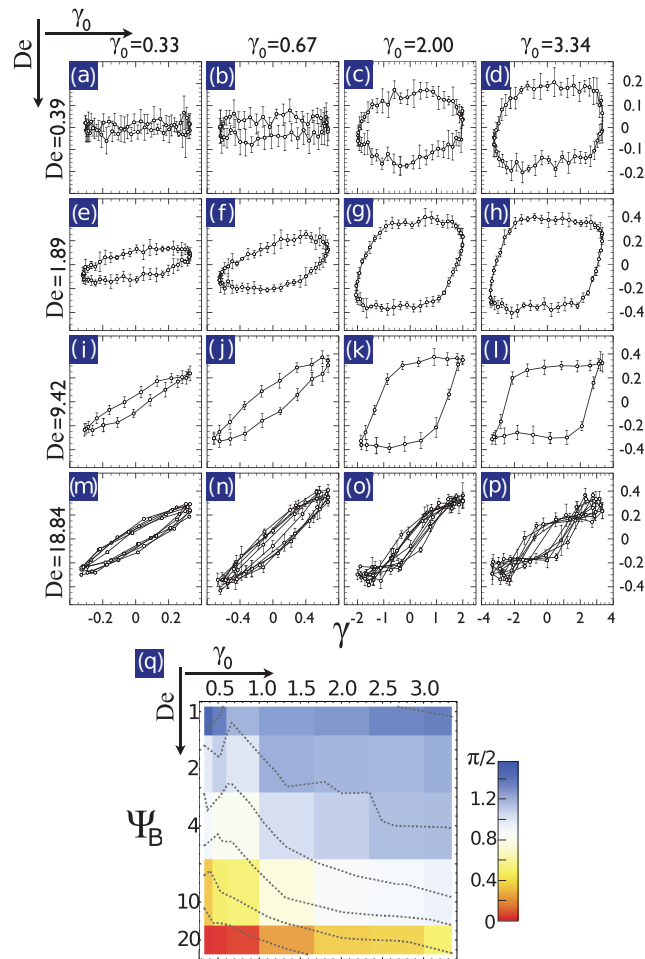 γ₀
De
γ₀=0.33 γ₀=0.67 γ₀=2.00 γ₀=3.34
(a) (b) (c) (d)
De=0.39
0.2
0.1
0
-0.1
-0.2
(e) (f) (g) (h)
De=1.89
0.4
0.2
0
-0.2
-0.4
(i) (j) (k) (l)
De=9.42
0.4
0.2
0
-0.2
-0.4
(m) (n) (o) (p)
De=18.84
0.4
0.2
0
-0.2
-0.4
-0.2 0 0.2 -0.4 0 0.4 -2 -1 0 1 2 -4 -2 0 2 4
γ
(q)
γ₀
De
0.5 1.0 1.5 2.0 2.5 3.0
1
2
4
10
20
Ψ_B
π/2
1.2
0.8
0.4
0